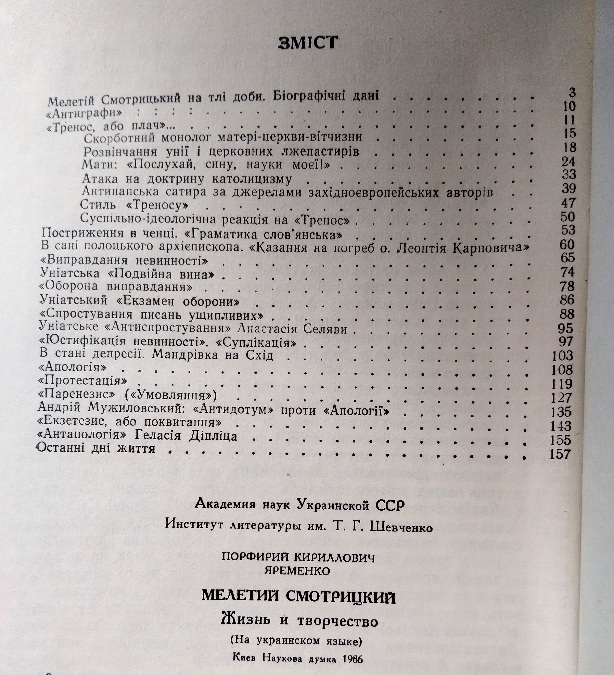 ЗМІСТ
Мелетій Смотрицький на тлі доби. Біографічні дані . . . . . . . . . 3
«Антиграфи» : : : : . . . . . . . . . . . . . . . 10
«Тренос, або плач»... . . . . . . . . . . . . . . . . 11
Скорботний монолог матері-церкви-вітчизни . . . . . . . . . 15
Розвінчання унії і церковних лжепастирів . . . . . . . . . 18
Мати: «Послухай, сину, науки моеї!» . . . . . . . . . . 24
Атака на доктрину католицизму . . . . . . . . . . . 33
Антипапська сатира за джерелами західноєвропейських авторів . . . . 39
Стиль «Треносу» . . . . . . . . . . . . . . . 47
Суспільно-ідеологічна реакція на «Тренос» . . . . . . . . . 50
Постриження в ченці. «Граматика слов'янська» . . . . . . . . . 53
В сані полоцького архієпископа. «Казання на погреб о. Леонтія Карповича» 60
«Виправдання невинності» . . . . . . . . . . . . . . 65
Уніатська «Подвійна вина» . . . . . . . . . . . . . . 74
«Оборона виправдання» . . . . . . . . . . . . . . . 78
Уніатський «Екзамен оборони» . . . . . . . . . . . . . 86
«Спростування писань ущипливих» . . . . . . . . . . . . 88
Уніатське «Антиспростування» Анастасія Селяви . . . . . . . . . 95
«Юстифікація невинності». «Суплікація» . . . . . . . . . . 97
В стані депресії. Мандрівка на Схід . . . . . . . . . . . 103
«Апологія» . . . . . . . . . . . . . . . . . . 108
«Протестація» . . . . . . . . . . . . . . . . . 119
«Паренезис» («Умовляння») . . . . . . . . . . . . . . 127
Андрій Мужиловський: «Антидотум» проти «Апології» . . . . . . . 135
«Екзетезис, або поквитання» . . . . . . . . . . . . . . 143
«Антапологія» Геласія Діпліца . . . . . . . . . . . . . 155
Останні дні життя . . . . . . . . . . . . . . . . 157
Академия наук Украинской ССР
Институт литературы им. Т. Г. Шевченко
ПОРФИРИЙ КИРИЛЛОВИЧ
ЯРЕМЕНКО
МЕЛЕТИЙ СМОТРИЦКИЙ
Жизнь и творчество
(На украинском языке)
Киев Наукова думка 1986